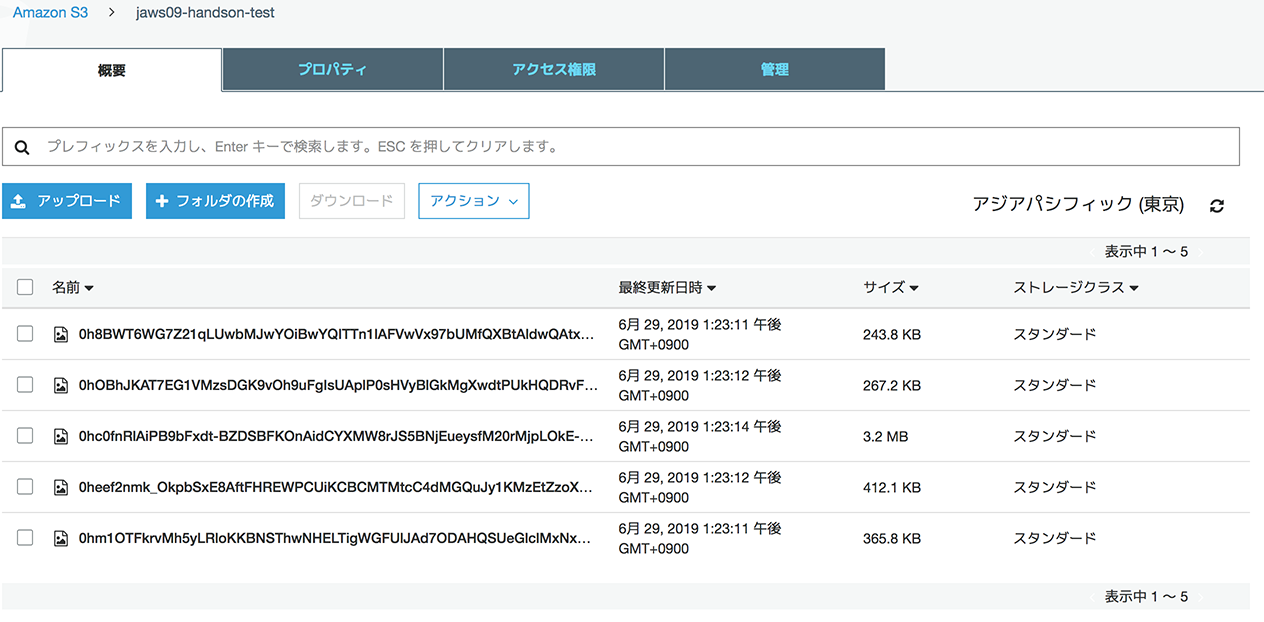 Amazon S3 > jaws09-handson-test
概要 プロパティ アクセス権限 管理
プレフィックスを入力し、Enter キーで検索します。ESC を押してクリアします。
アップロード フォルダの作成 ダウンロード アクション アジアパシフィック (東京)
表示中 1 ～ 5
名前 最終更新日時 サイズ ストレージクラス
0h8BWT6WG7Z21qLUwbMJwYOiBwYQITTn1lAFVwVx97bUMfQXBtAldwQAtx... 6月 29, 2019 1:23:11 午後 243.8 KB スタンダード
GMT+0900
0hOBhJKAT7EG1VMzsDGK9vOh9uFglsUAplP0sHVyBlGkMgXwdtPUkHQDRvF... 6月 29, 2019 1:23:12 午後 267.2 KB スタンダード
GMT+0900
0hc0fnRlAiPB9bFxdt-BZDSBFKOnAidCYXMW8rJS5BNjEueysfM20rMjpLOkE-... 6月 29, 2019 1:23:14 午後 3.2 MB スタンダード
GMT+0900
0heef2nmk_OkpbSxE8AftFHREWPCUiKCBCMTMtcC4dMGQuJy1KMzEtZzoX... 6月 29, 2019 1:23:12 午後 412.1 KB スタンダード
GMT+0900
0hm1OTFkrvMh5yLRloKKBNSThwNHELTigWGFUlJAd7ODAHQSUeGlclMxNx... 6月 29, 2019 1:23:11 午後 365.8 KB スタンダード
GMT+0900
表示中 1 ～ 5